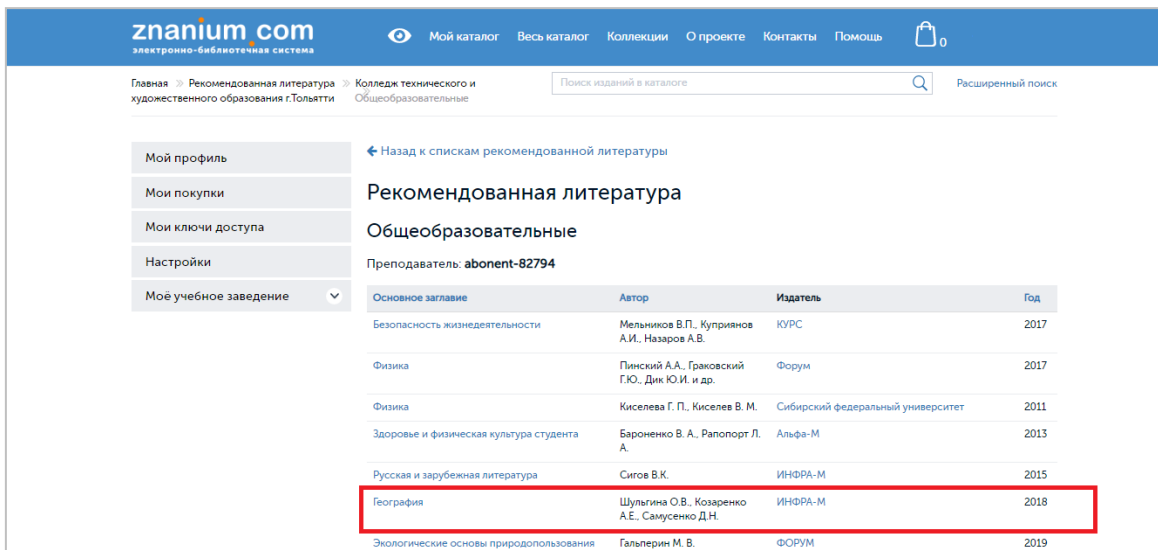 znanium.com
электронно-библиотечная система
Мой каталог Весь каталог Коллекции О проекте Контакты Помощь 0
Главная » Рекомендованная литература » Колледж технического и художественного образования г.Тольятти » Общеобразовательные
Поиск изданий в каталоге
Расширенный поиск
Мой профиль
Мои покупки
Мои ключи доступа
Настройки
Моё учебное заведение
← Назад к спискам рекомендованной литературы
Рекомендованная литература
Общеобразовательные
Преподаватель: abonent-82794
Основное заглавие Автор Издатель Год
Безопасность жизнедеятельности Мельников В.П., Куприянов КУРС 2017
А.И., Назаров А.В.
Физика Пинский А.А., Граковский Форум 2017
Г.Ю., Дик Ю.И. и др.
Физика Киселева Г. П., Киселев В. М. Сибирский федеральный университет 2011
Здоровье и физическая культура студента Бароненко В. А., Рапопорт Л. Альфа-М 2013
А.
Русская и зарубежная литература Сигов В.К. ИНФРА-М 2015
География Шульгина О.В., Козаренко ИНФРА-М 2018
А.Е., Самусенко Д.Н.
Экологические основы природопользования Гальперин М. В. ФОРУМ 2019